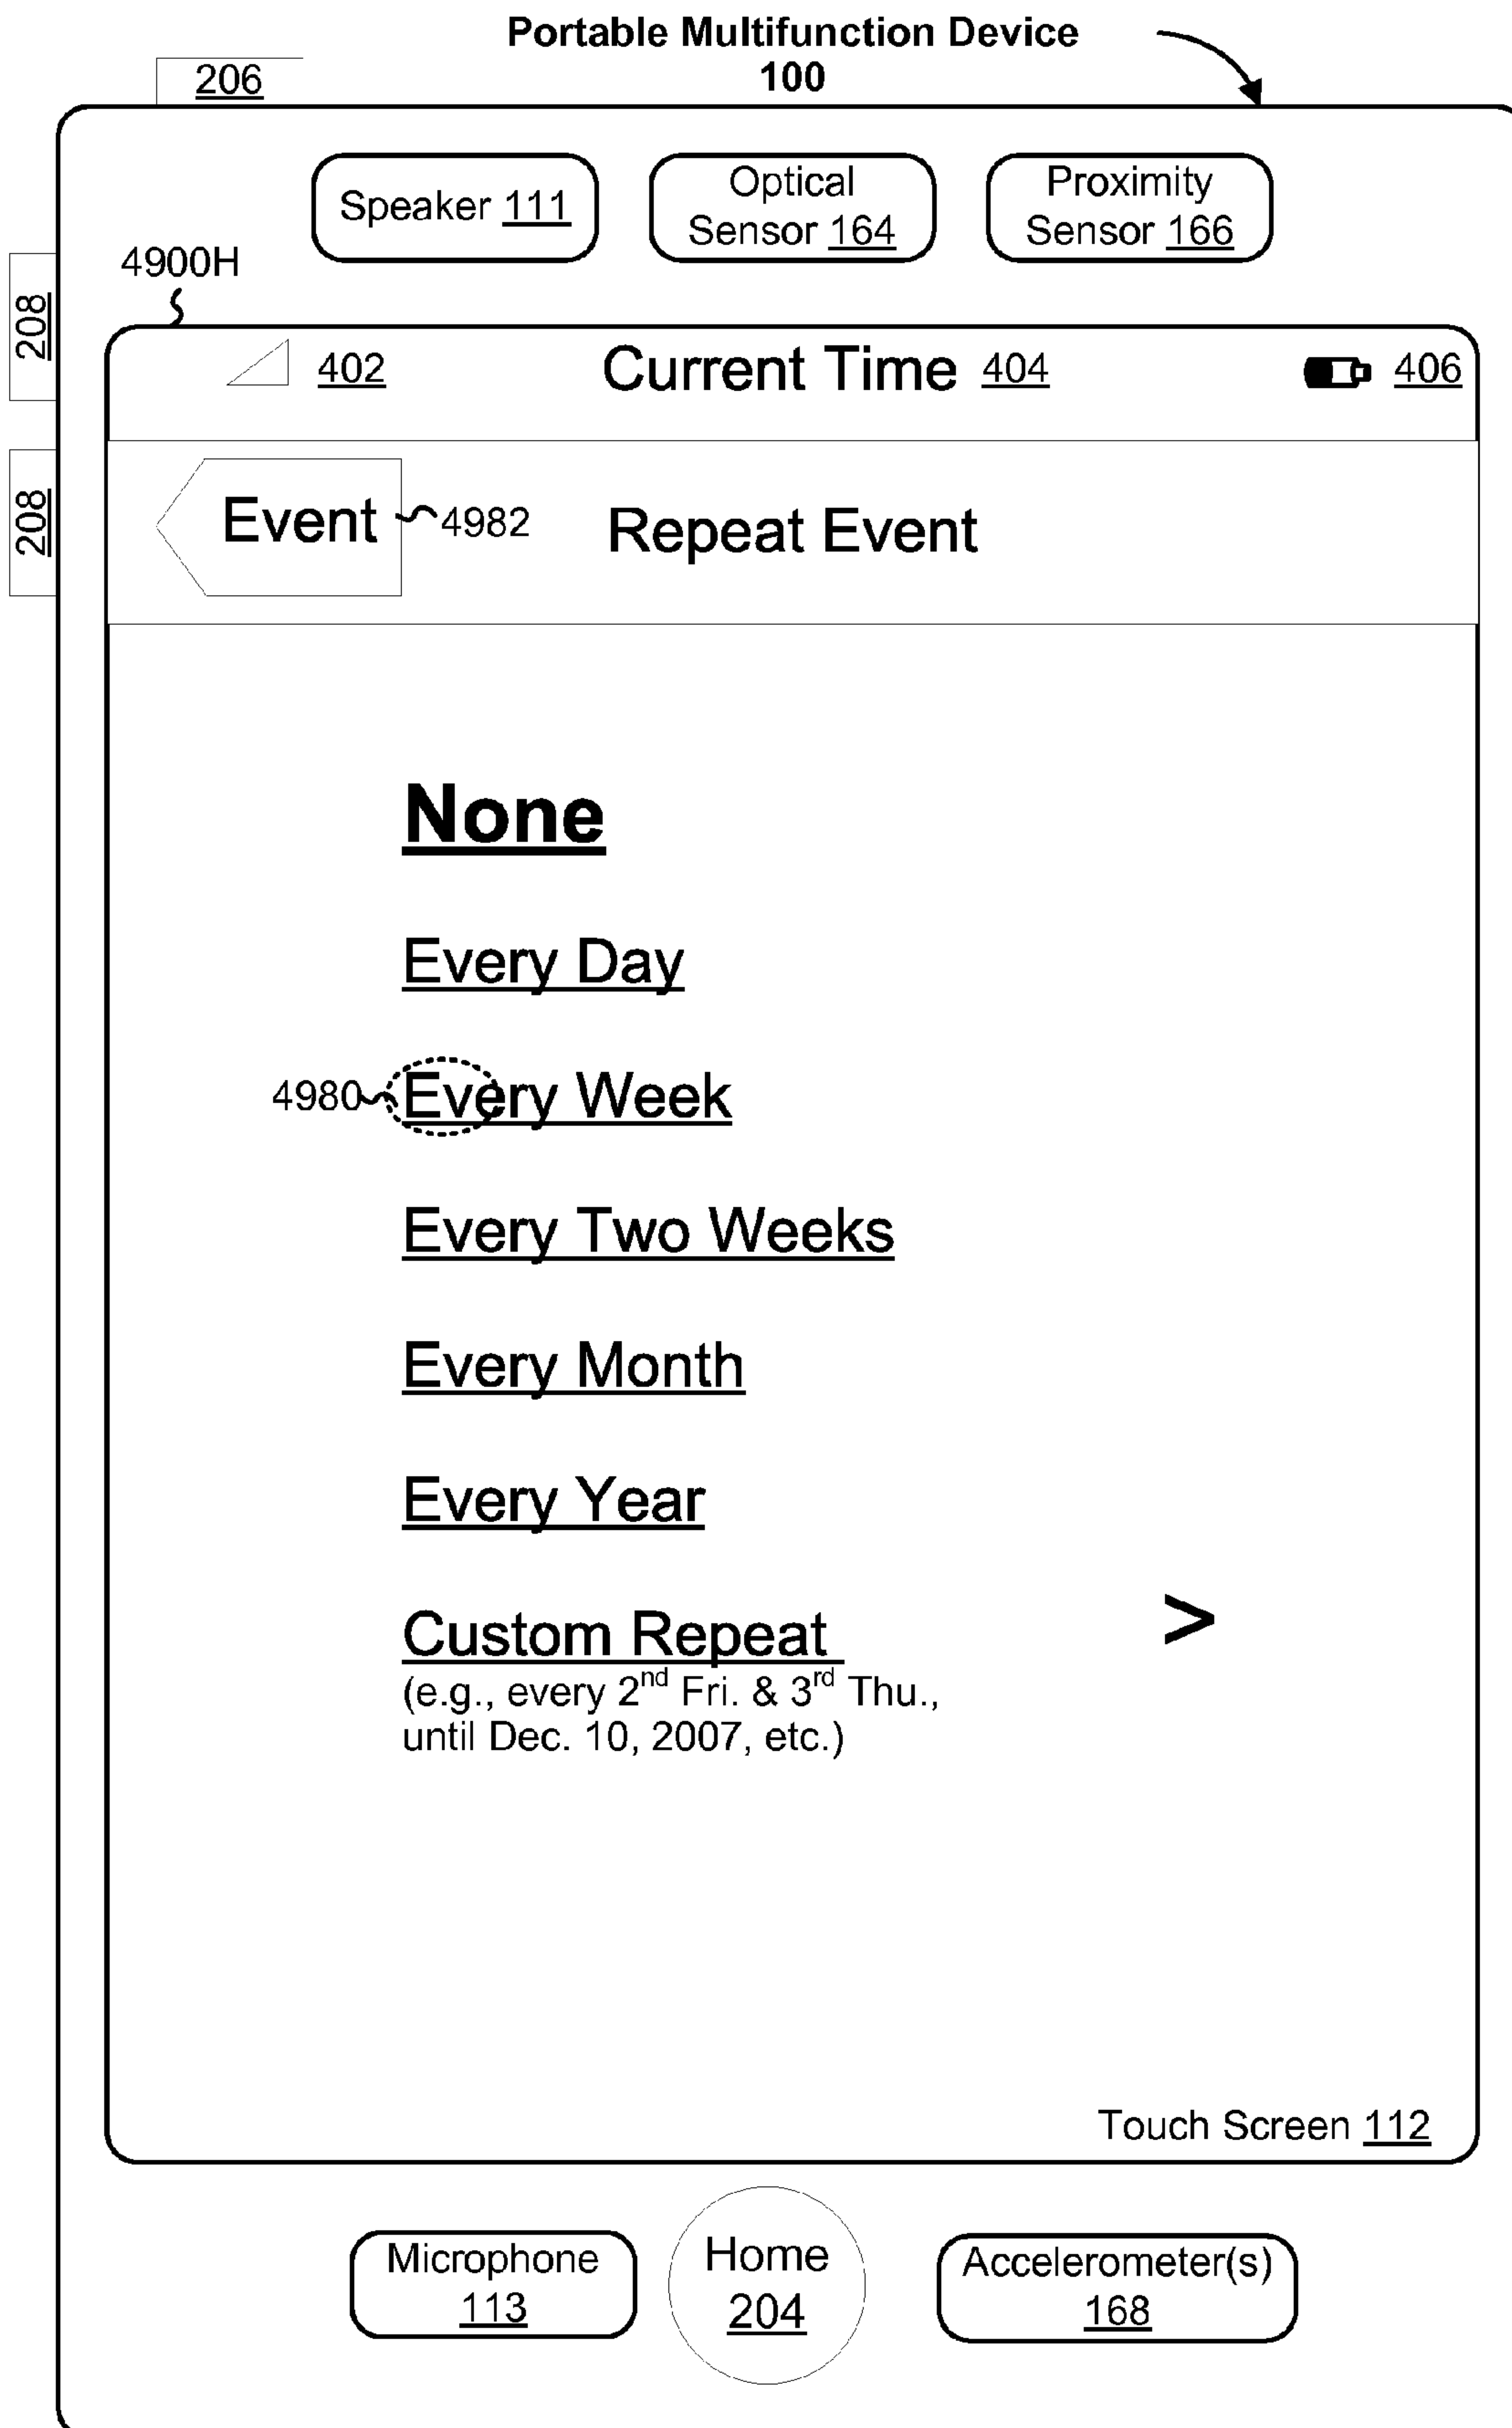 Portable Multifunction Device
100
206
Speaker 111
Optical
Sensor 164
Proximity
Sensor 166
4900H
208
208
402
Current Time 404
406
Event
4982
Repeat Event
None
Every Day
4980
Every Week
Every Two Weeks
Every Month
Every Year
Custom Repeat
>
(e.g., every 2nd Fri. & 3rd Thu.,
until Dec. 10, 2007, etc.)
Touch Screen 112
Microphone
113
Home
204
Accelerometer(s)
168